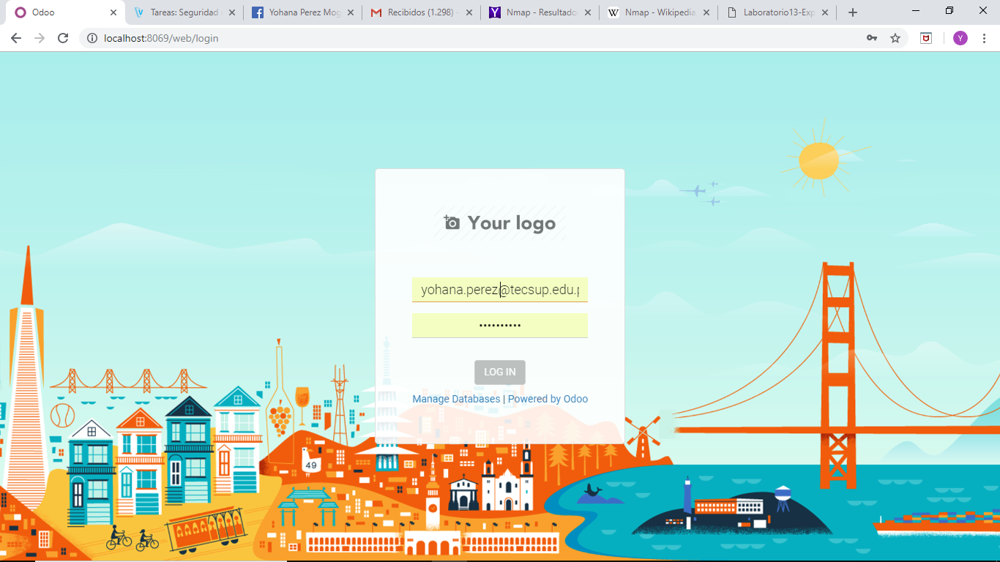 Odoo
Tareas: Seguridad
Yohana Perez Mog
Recibidos (1.298) -
Nmap - Resultado
Nmap - Wikipedia
Laboratorio13-Exp
localhost:8069/web/login
Y
Your logo
yohana.perez@tecsup.edu.p
••••••••••
LOG IN
Manage Databases | Powered by Odoo
49